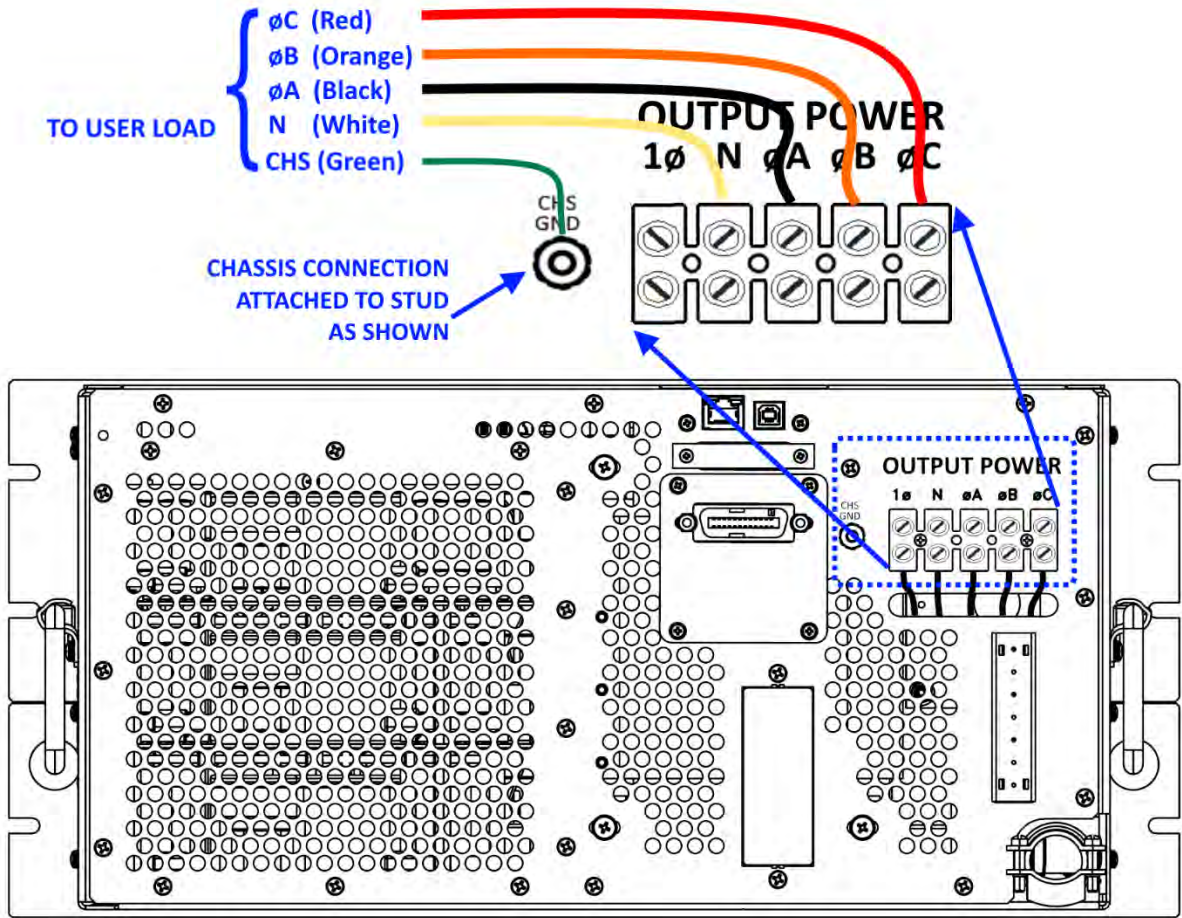 øC (Red)
øB (Orange)
øA (Black)
N (White)
CHS (Green)
TO USER LOAD
OUTPUT POWER
1ø N øA øB øC
CHS
GND
CHASSIS CONNECTION
ATTACHED TO STUD
AS SHOWN
OUTPUT POWER
1ø N øA øB øC
CHS
GND